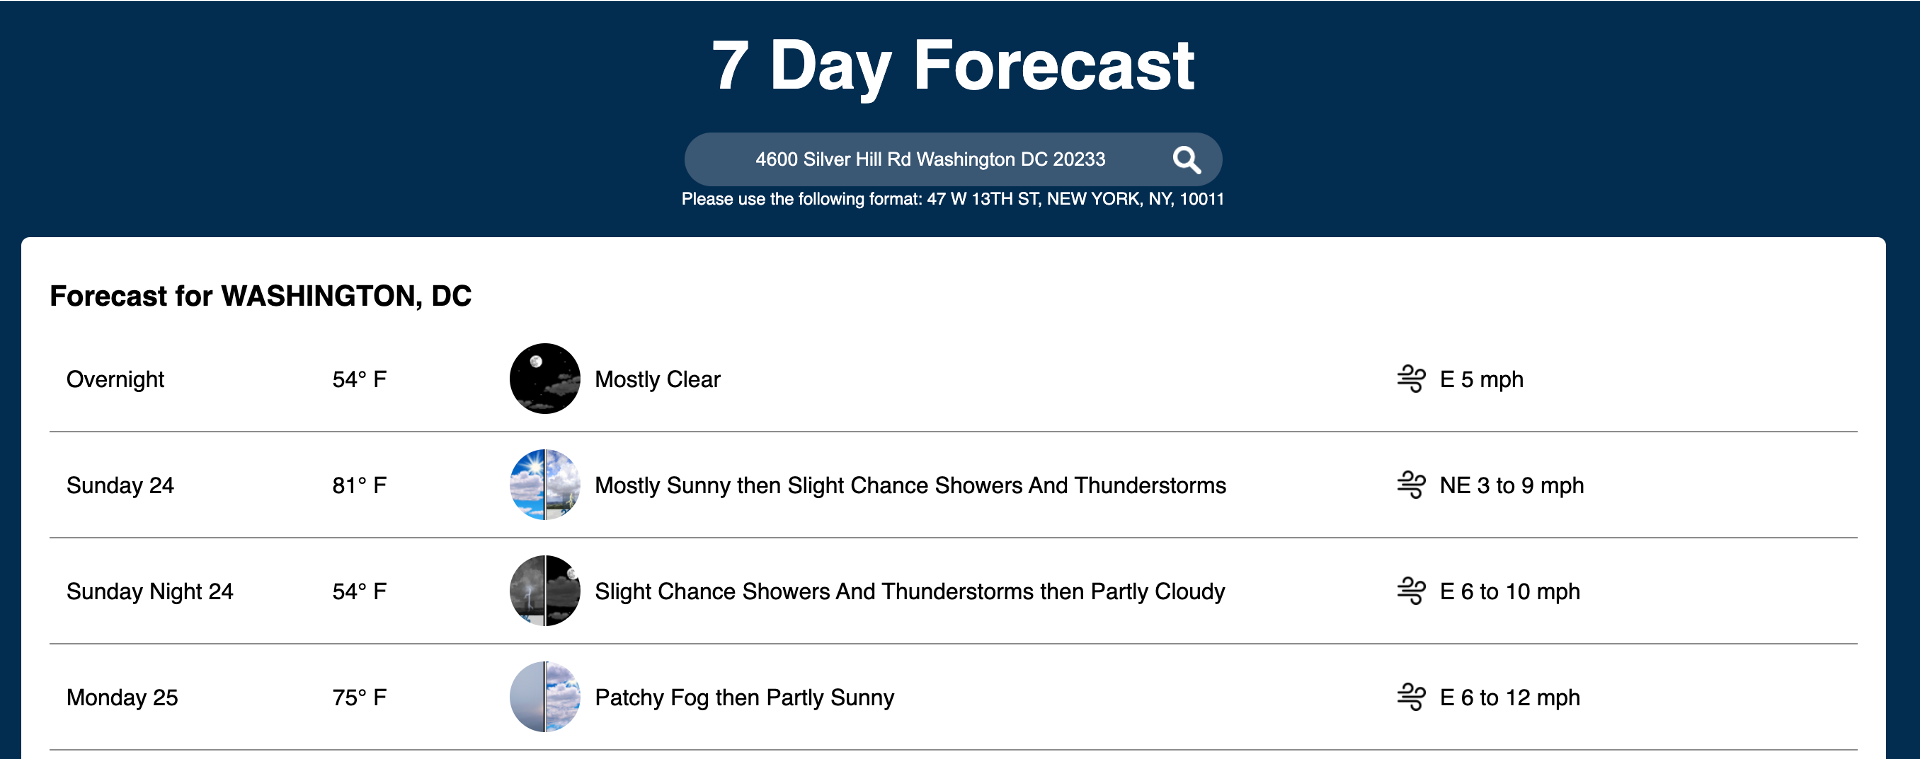 7 Day Forecast
4600 Silver Hill Rd Washington DC 20233
Please use the following format: 47 W 13TH ST, NEW YORK, NY, 10011
Forecast for WASHINGTON, DC
Overnight 54° F Mostly Clear E 5 mph
Sunday 24 81° F Mostly Sunny then Slight Chance Showers And Thunderstorms NE 3 to 9 mph
Sunday Night 24 54° F Slight Chance Showers And Thunderstorms then Partly Cloudy E 6 to 10 mph
Monday 25 75° F Patchy Fog then Partly Sunny E 6 to 12 mph